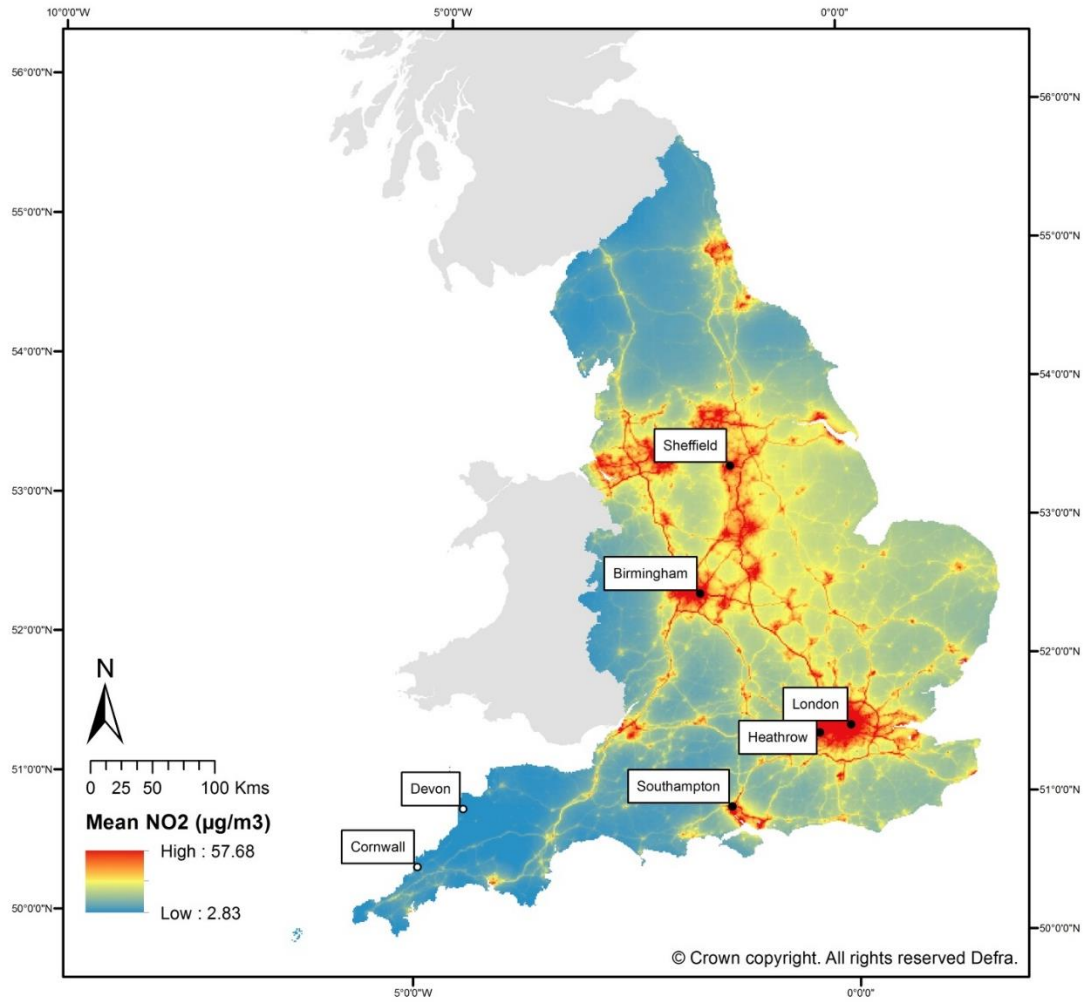 10°0'0"W 5°0'0"W 0°0'0"
56°0'0"N 56°0'0"N
55°0'0"N 55°0'0"N
54°0'0"N 54°0'0"N
Sheffield
53°0'0"N 53°0'0"N
Birmingham
52°0'0"N 52°0'0"N
N
London
Heathrow
51°0'0"N 51°0'0"N
0 25 50 100 Kms
Devon
Southampton
Mean NO2 (µg/m3)
Cornwall
High : 57.68
Low : 2.83
50°0'0"N 50°0'0"N
© Crown copyright. All rights reserved Defra.
5°0'0"W 0°0'0"